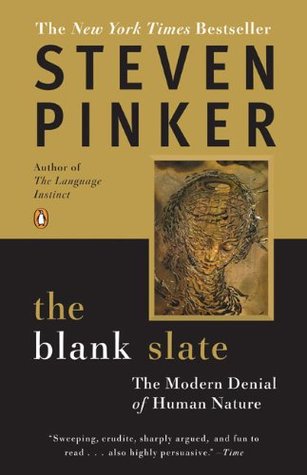 The New York Times Bestseller
STEVEN
PINKER
Author of
The Language
Instinct
the
blank slate
The Modern Denial
of Human Nature
"Sweeping, erudite, sharply argued, and fun to
read . . . also highly persuasive." –Time